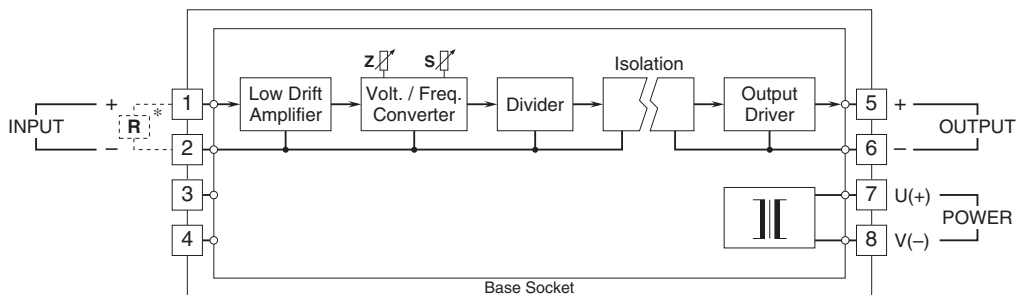 Isolation
Z
S
1
Low Drift
Amplifier
Volt. / Freq.
Converter
Divider
Output
Driver
5
+
+
*
INPUT
R
OUTPUT
–
2
6
–
3
7
U(+)
POWER
4
8
V(–)
Base Socket